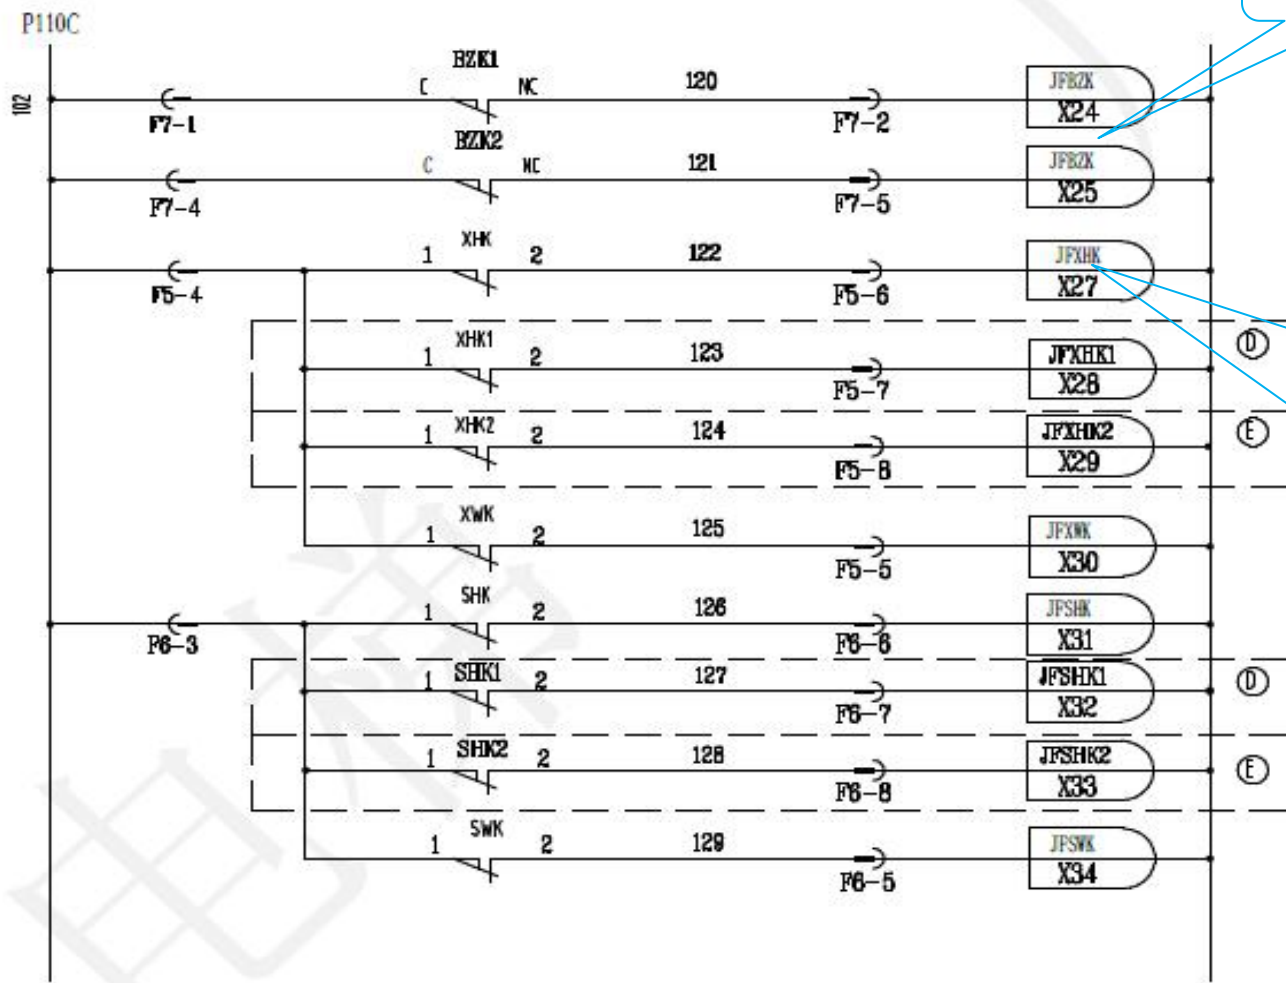 P110C
102
BZK1
C NC 120
F7-1 F7-2
JFBZK
X24
BZK2
C NC 121
F7-4 F7-5
JFBZK
X25
XHK
1 2 122
F5-4 F5-6
JFXHK
X27
XHK1
1 2 123
F5-7
JFXHK1
X28
D
XHK2
1 2 124
F5-8
JFXHK2
X29
E
XWK
1 2 125
F5-5
JFXWK
X30
SHK
1 2 126
F6-3 F6-6
JFSHK
X31
SHK1
1 2 127
F6-7
JFSHK1
X32
D
SHK2
1 2 128
F6-8
JFSHK2
X33
E
SWK
1 2 129
F6-5
JFSWK
X34
电梯